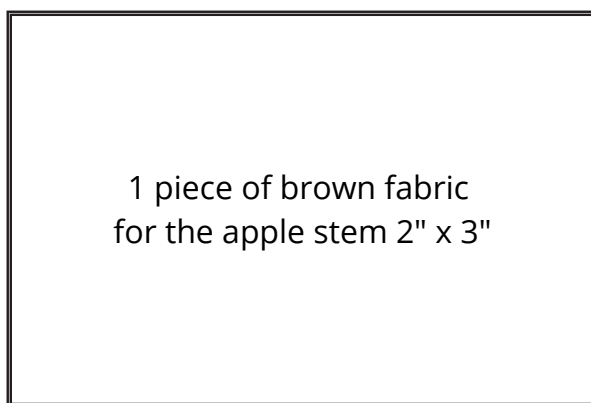 1 piece of brown fabric
for the apple stem 2" x 3"